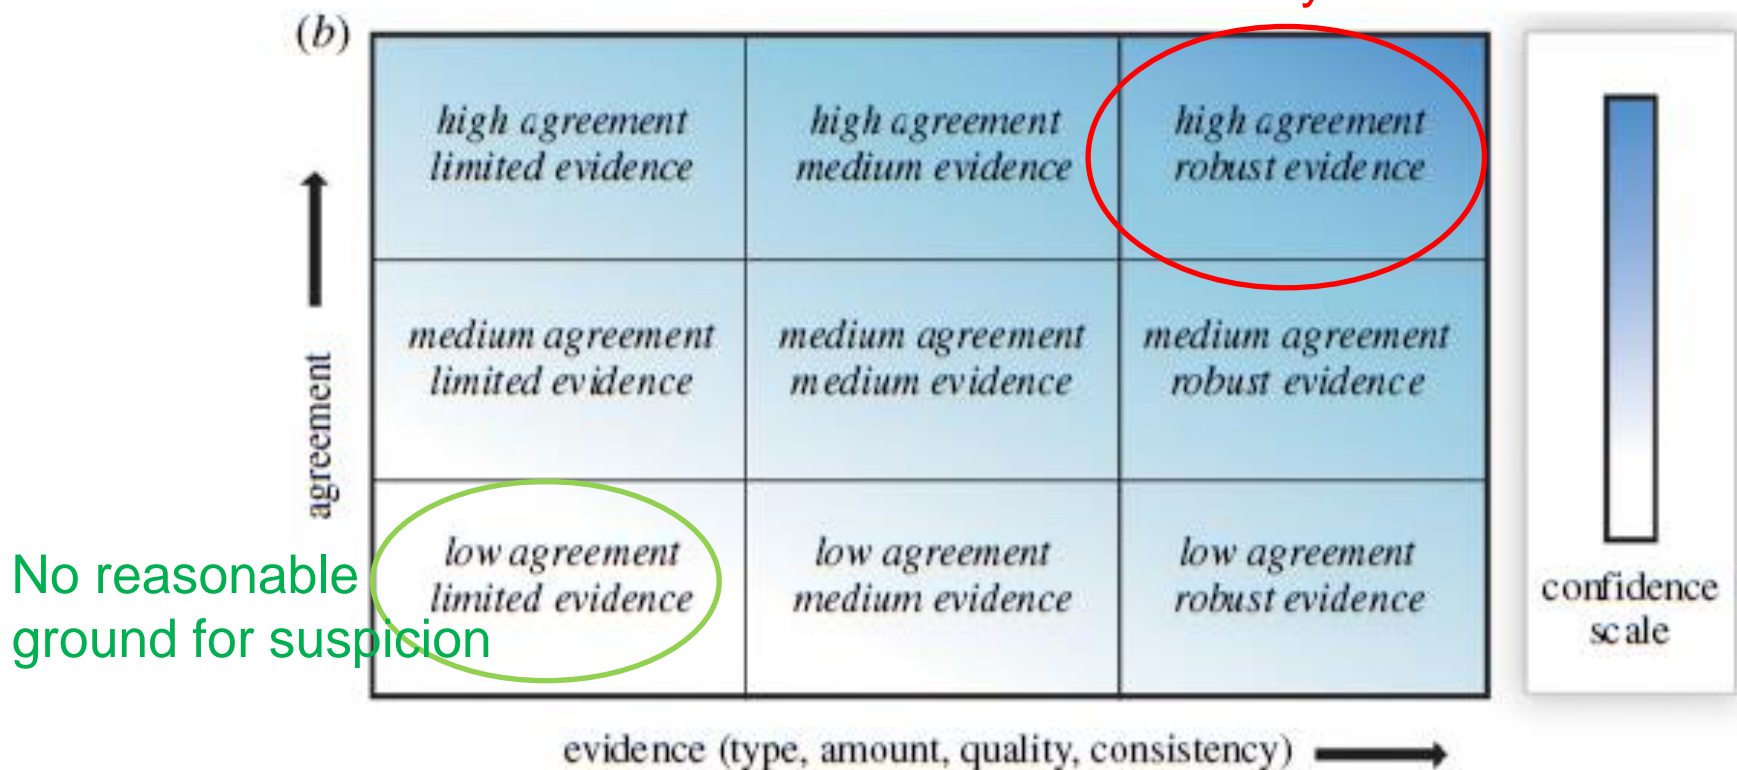 (b)
high agreement
limited evidence
high agreement
medium evidence
high agreement
robust evidence
medium agreement
limited evidence
medium agreement
medium evidence
medium agreement
robust evidence
agreement
low agreement
limited evidence
low agreement
medium evidence
low agreement
robust evidence
No reasonable
ground for suspicion
confidence
scale
evidence (type, amount, quality, consistency)